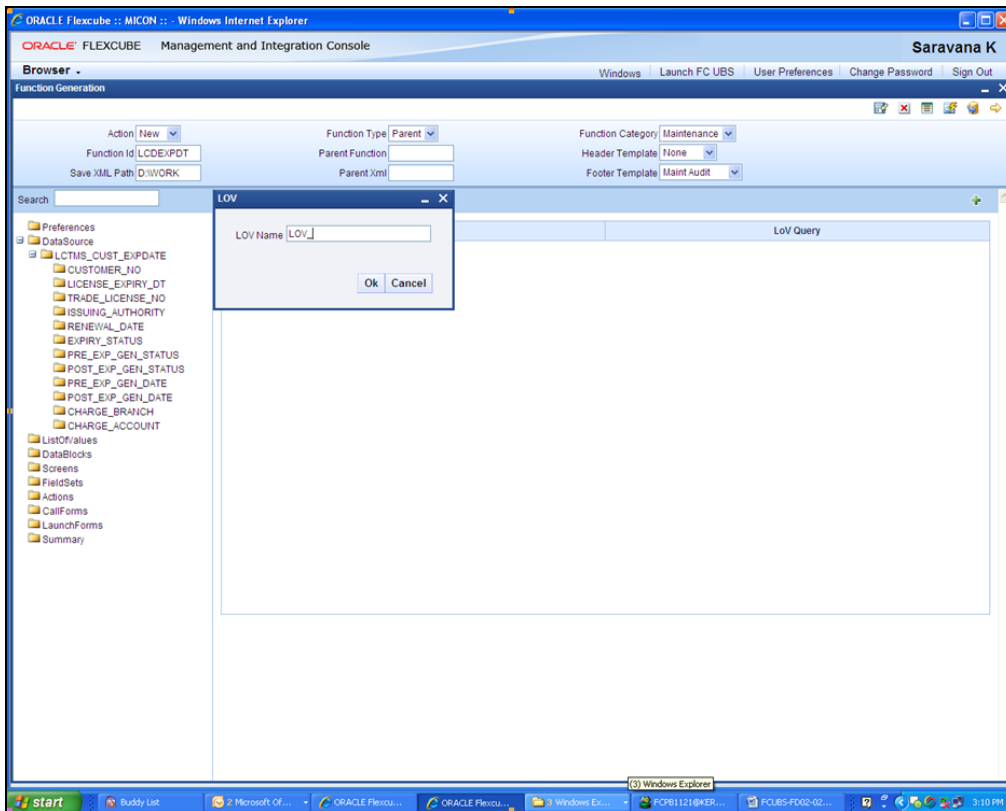 ORACLE Flexcube :: MICON :: - Windows Internet Explorer
ORACLE' FLEXCUBE Management and Integration Console
Saravana K
Browser
Windows Launch FC UBS User Preferences Change Password Sign Out
Function Generation
Action New Function Type Parent Function Category Maintenance
Function Id LCDEXPDT Parent Function Header Template None
Save XML Path D:\WORK Parent Xml Footer Template Maint Audit
Search
LOV
LoV Query
LOV Name LOV_
Ok Cancel
Preferences
DataSource
LCTMS_CUST_EXPDATE
CUSTOMER_NO
LICENSE_EXPIRY_DT
TRADE_LICENSE_NO
ISSUING_AUTHORITY
RENEWAL_DATE
EXPIRY_STATUS
PRE_EXP_GEN_STATUS
POST_EXP_GEN_STATUS
PRE_EXP_GEN_DATE
POST_EXP_GEN_DATE
CHARGE_BRANCH
CHARGE_ACCOUNT
ListOfValues
DataBlocks
Screens
FieldSets
Actions
CallForms
LaunchForms
Summary
(3) Windows Explorer
start Buddy List 2 Microsoft Of... ORACLE Flexcu... ORACLE Flexcu... 3 Windows Ex... FCPB1121@KER... FCUBS-FD02-02... 3:10 PM